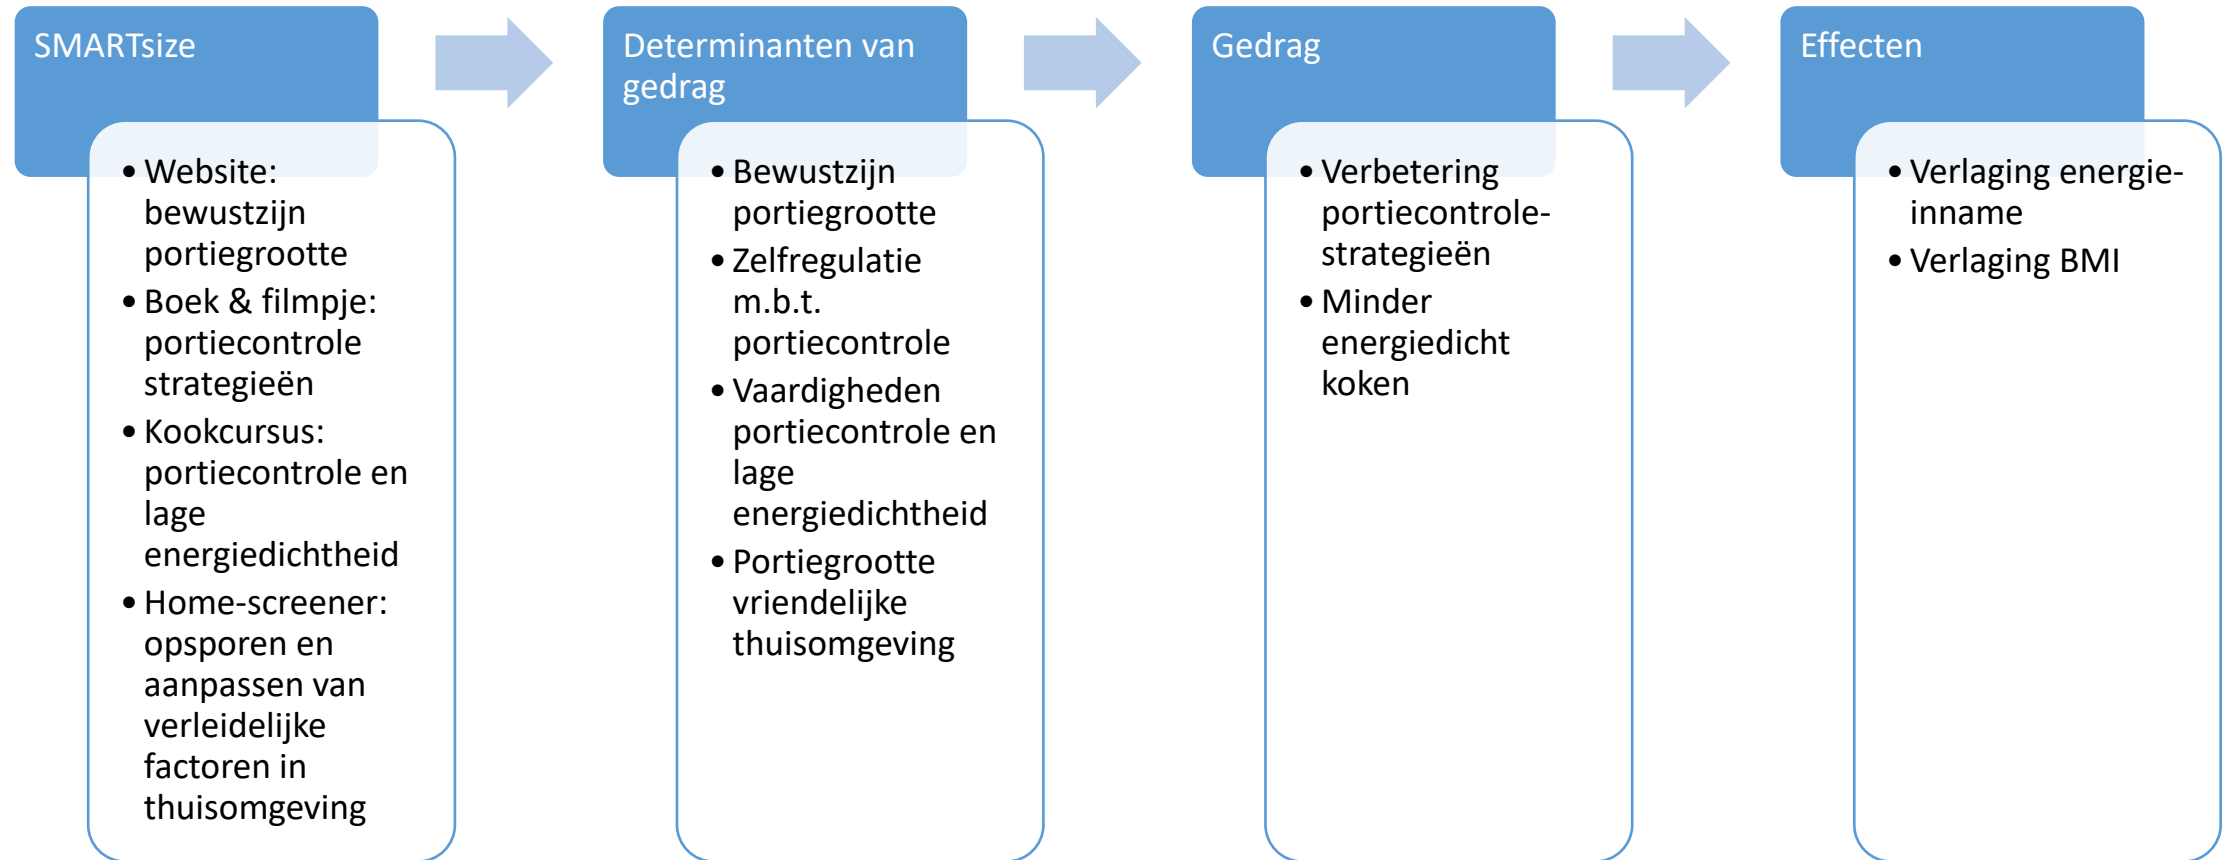 SMARTsize
• Website:
bewustzijn
portiegrootte
• Boek & filmpje:
portiecontrole
strategieën
• Kookcursus:
portiecontrole en
lage
energiedichtheid
• Home-screener:
opsporen en
aanpassen van
verleidelijke
factoren in
thuisomgeving
Determinanten van
gedrag
• Bewustzijn
portiegrootte
• Zelfregulatie
m.b.t.
portiecontrole
• Vaardigheden
portiecontrole en
lage
energiedichtheid
• Portiegrootte
vriendelijke
thuisomgeving
Gedrag
• Verbetering
portiecontrole-
strategieën
• Minder
energiedicht
koken
Effecten
• Verlaging energie-
inname
• Verlaging BMI